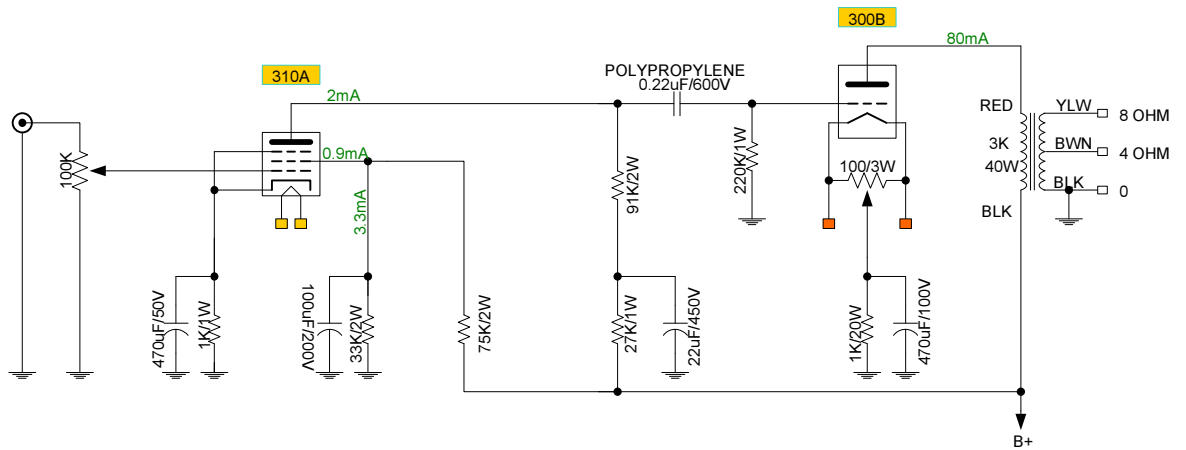 300B
80mA
310A
POLYPROPYLENE
0.22uF/600V
2mA
RED
YLW
8 OHM
3K
40W
BWN
4 OHM
BLK
0
BLK
100K
0.9mA
3.3mA
91K/2W
220K/1W
100/3W
470uF/50V
1K/1W
100uF/200V
33K/2W
75K/2W
27K/1W
22uF/450V
1K/20W
470uF/100V
B+